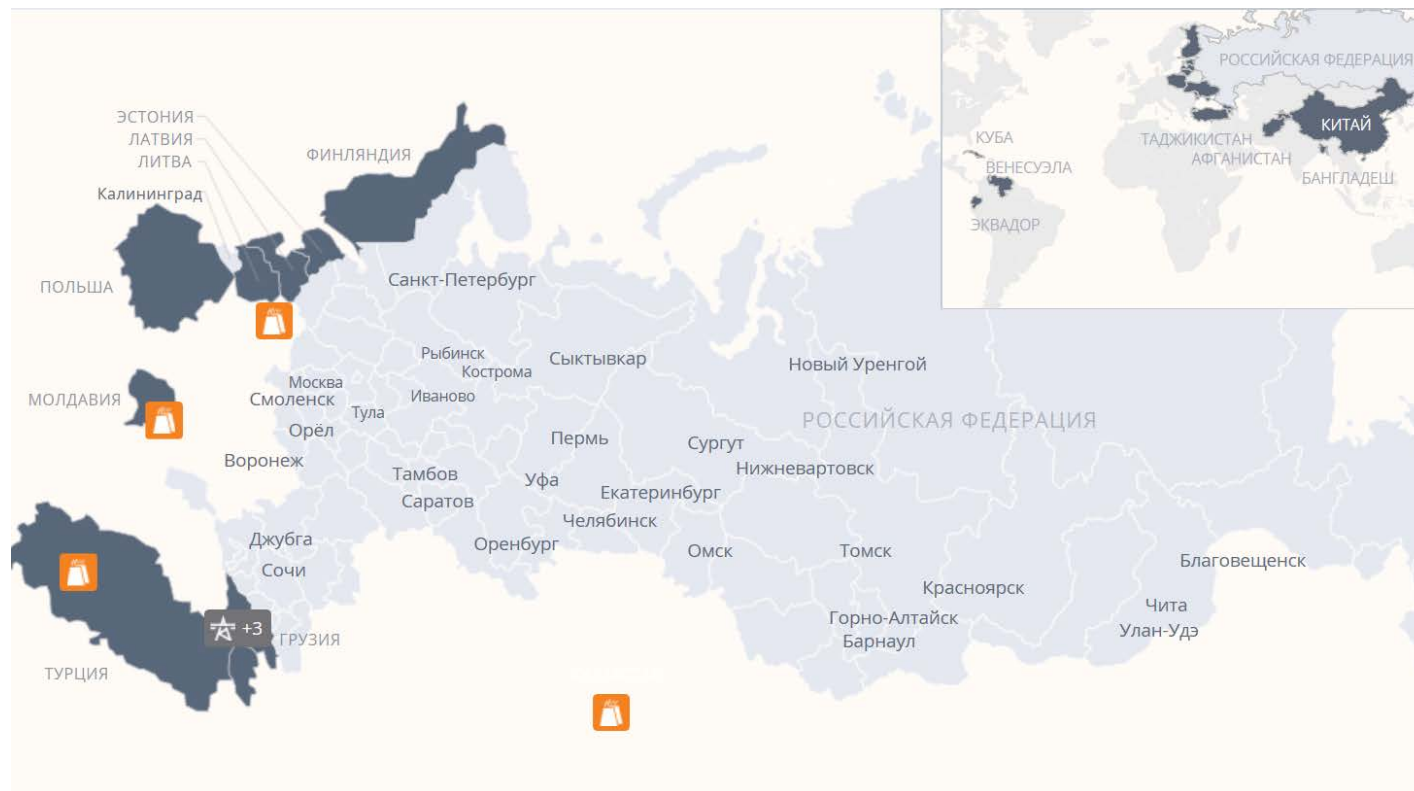 РОССИЙСКАЯ ФЕДЕРАЦИЯ
КИТАЙ
КУБА
ТАДЖИКИСТАН
АФГАНИСТАН
ВЕНЕСУЭЛА
БАНГЛАДЕШ
ЭКВАДОР
ЭСТОНИЯ
ЛАТВИЯ
ЛИТВА
ФИНЛЯНДИЯ
Калининград
ПОЛЬША
Санкт-Петербург
Рыбинск
Сыктывкар
Новый Уренгой
Кострома
Москва
МОЛДАВИЯ
Смоленск
Иваново
Тула
РОССИЙСКАЯ ФЕДЕРАЦИЯ
Орёл
Пермь
Сургут
Воронеж
Нижневартовск
Тамбов
Уфа
Екатеринбург
Саратов
Челябинск
Джубга
Оренбург
Омск
Томск
Благовещенск
Сочи
Красноярск
Чита
Горно-Алтайск
+3
Улан-Удэ
ГРУЗИЯ
Барнаул
ТУРЦИЯ